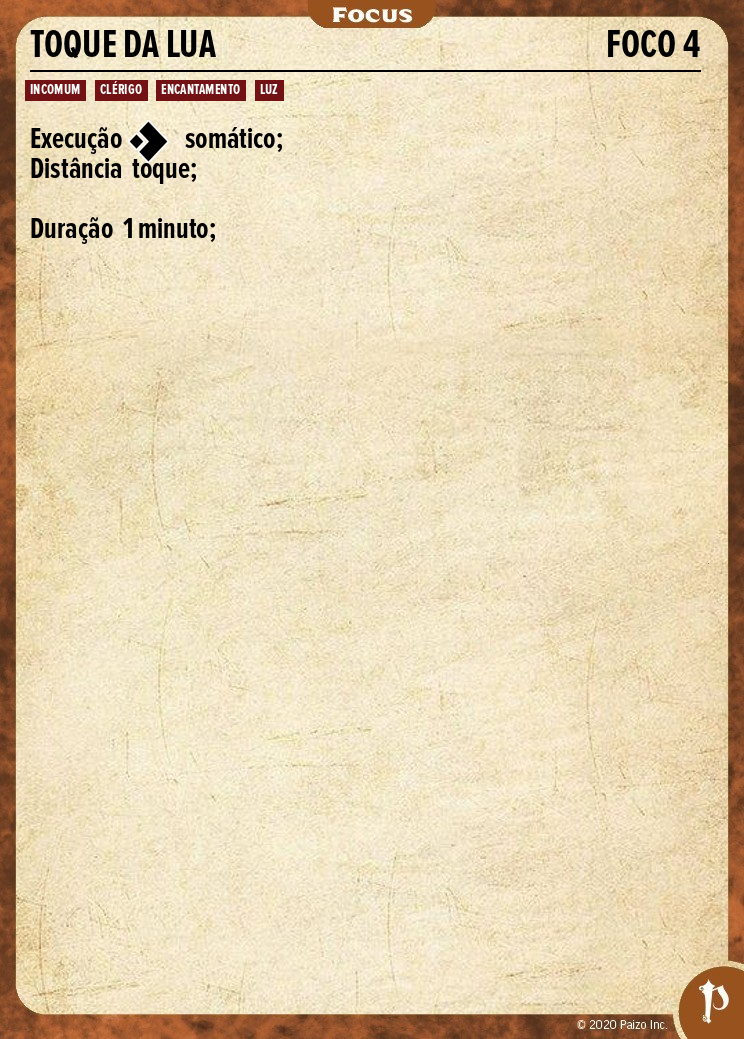 Focus
TOQUE DA LUA FOCO 4
INCOMUM CLÉRIGO ENCANTAMENTO LUZ
Execução somático;
Distância toque;
Duração 1 minuto;
© 2020 Paizo Inc.